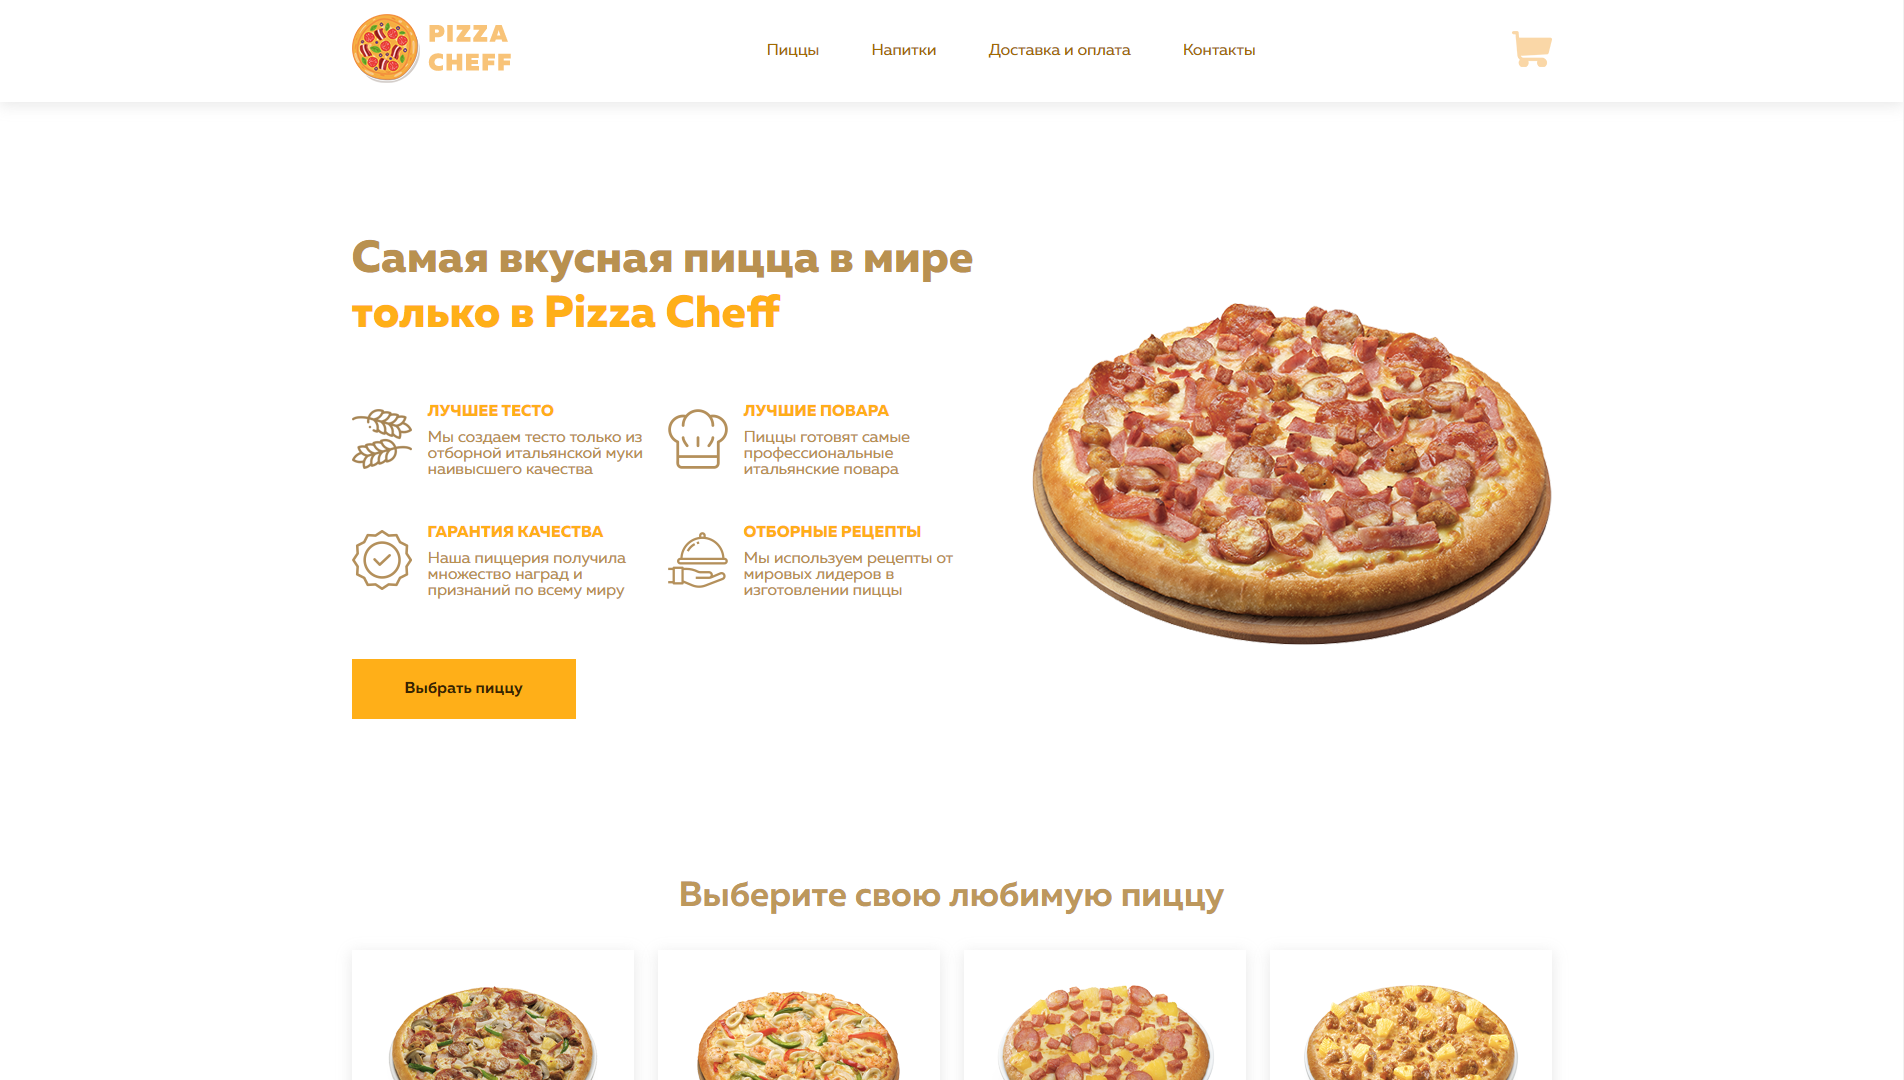 PIZZA
CHEFF
Пиццы
Напитки
Доставка и оплата
Контакты
Самая вкусная пицца в мире
только в Pizza Cheff
ЛУЧШЕЕ ТЕСТО
Мы создаем тесто только из
отборной итальянской муки
наивысшего качества
ЛУЧШИЕ ПОВАРА
Пиццы готовят самые
профессиональные
итальянские повара
ГАРАНТИЯ КАЧЕСТВА
Наша пиццерия получила
множество наград и
признаний по всему миру
ОТБОРНЫЕ РЕЦЕПТЫ
Мы используем рецепты от
мировых лидеров в
изготовлении пиццы
Выбрать пиццу
Выберите свою любимую пиццу